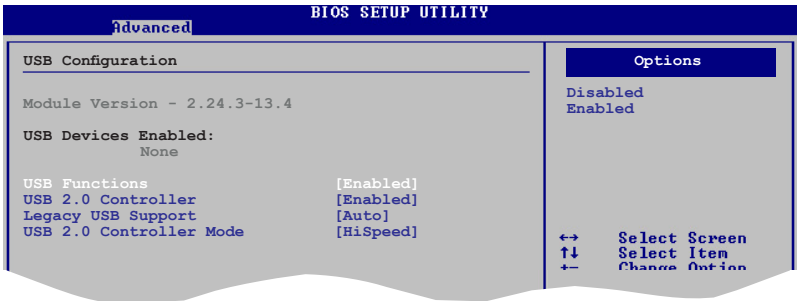 BIOS SETUP UTILITY
Advanced
USB Configuration
Module Version - 2.24.3-13.4
USB Devices Enabled:
None
USB Functions [Enabled]
USB 2.0 Controller [Enabled]
Legacy USB Support [Auto]
USB 2.0 Controller Mode [HiSpeed]
Options
Disabled
Enabled
←→ Select Screen
↑↓ Select Item
+- Change Option